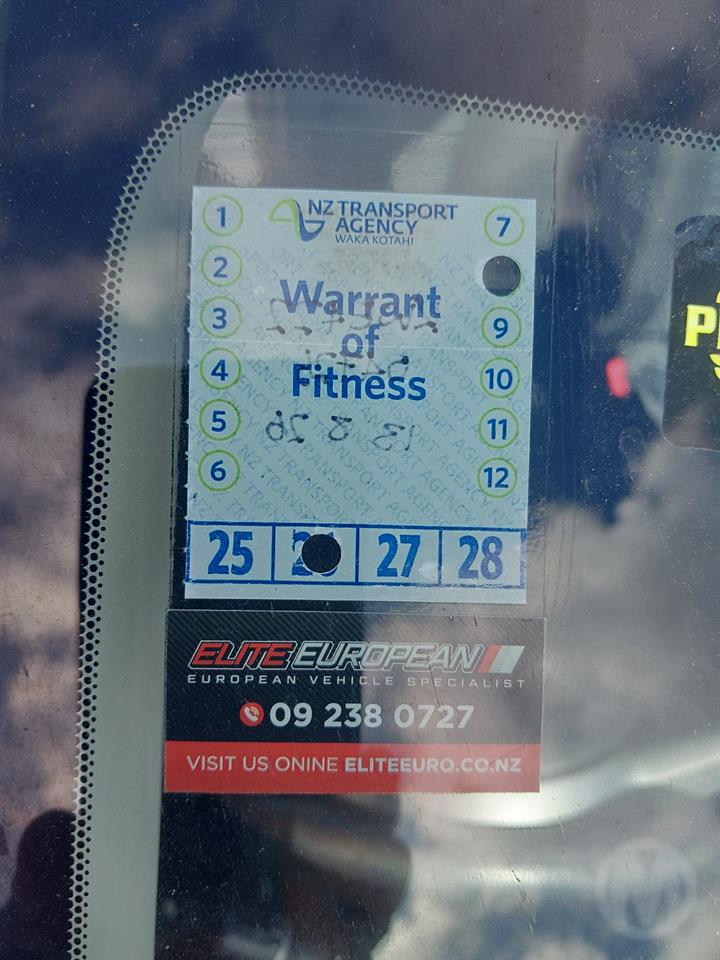 NZ TRANSPORT
AGENCY
WAKA KOTAHI
1
2
3
4
5
6
7
9
10
11
12
Warrant
of
Fitness
13 8 26
25
27 28
ELITE EUROPEAN
EUROPEAN VEHICLE SPECIALIST
09 238 0727
VISIT US ONINE ELITEEURO.CO.NZ
P